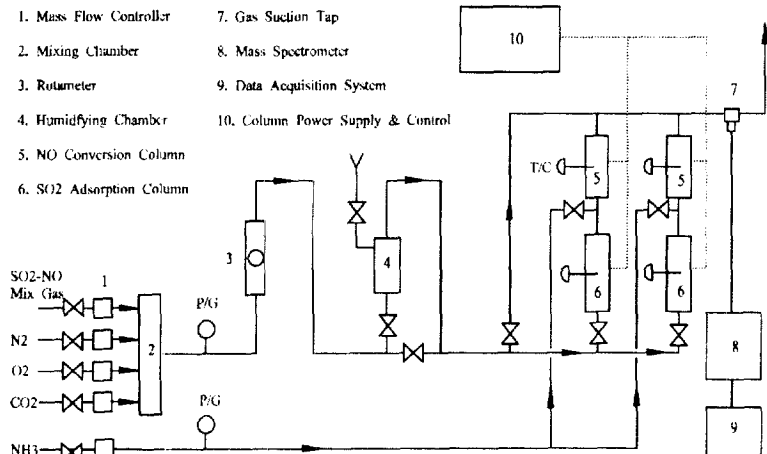 1. Mass Flow Controller
2. Mixing Chamber
3. Rotameter
4. Humidfying Chamber
5. NO Conversion Column
6. SO2 Adsorption Column
7. Gas Suction Tap
8. Mass Spectrometer
9. Data Acquisition System
10. Column Power Supply & Control
10
7
T/C
5
5
3
4
6
6
SO2-NO
Mix Gas
1
P/G
N2
2
8
O2
CO2
P/G
9
NH3